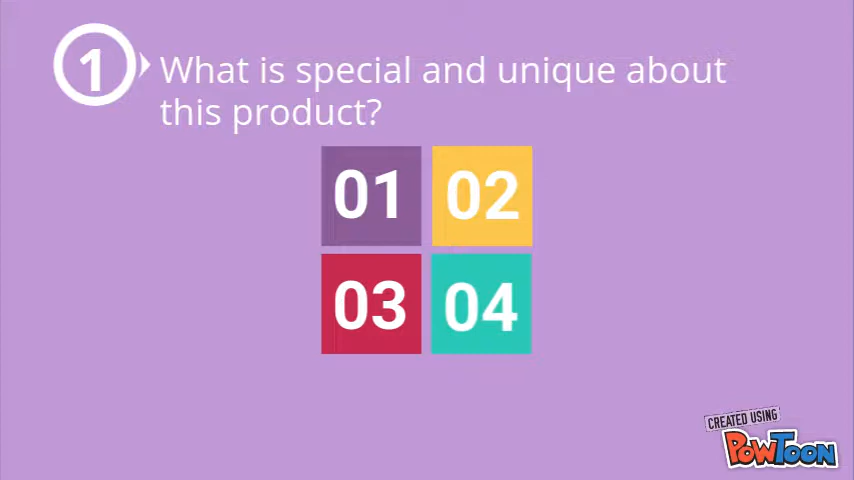 1
What is special and unique about
this product?
01 02
03 04
CREATED USING
POWTOON